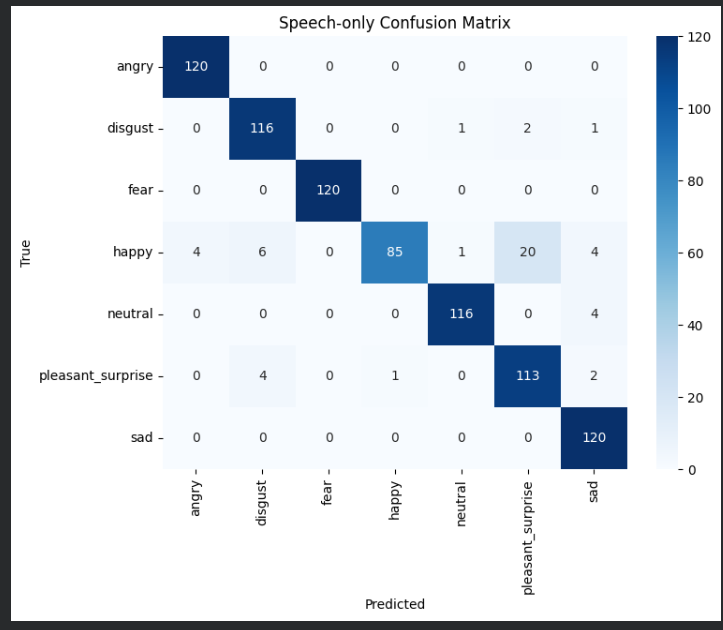 Speech-only Confusion Matrix
True
angry 120 0 0 0 0 0 0
disgust 0 116 0 0 1 2 1
fear 0 0 120 0 0 0 0
happy 4 6 0 85 1 20 4
neutral 0 0 0 0 116 0 4
pleasant_surprise 0 4 0 1 0 113 2
sad 0 0 0 0 0 0 120
angry disgust fear happy neutral pleasant_surprise sad
Predicted
120
100
80
60
40
20
0